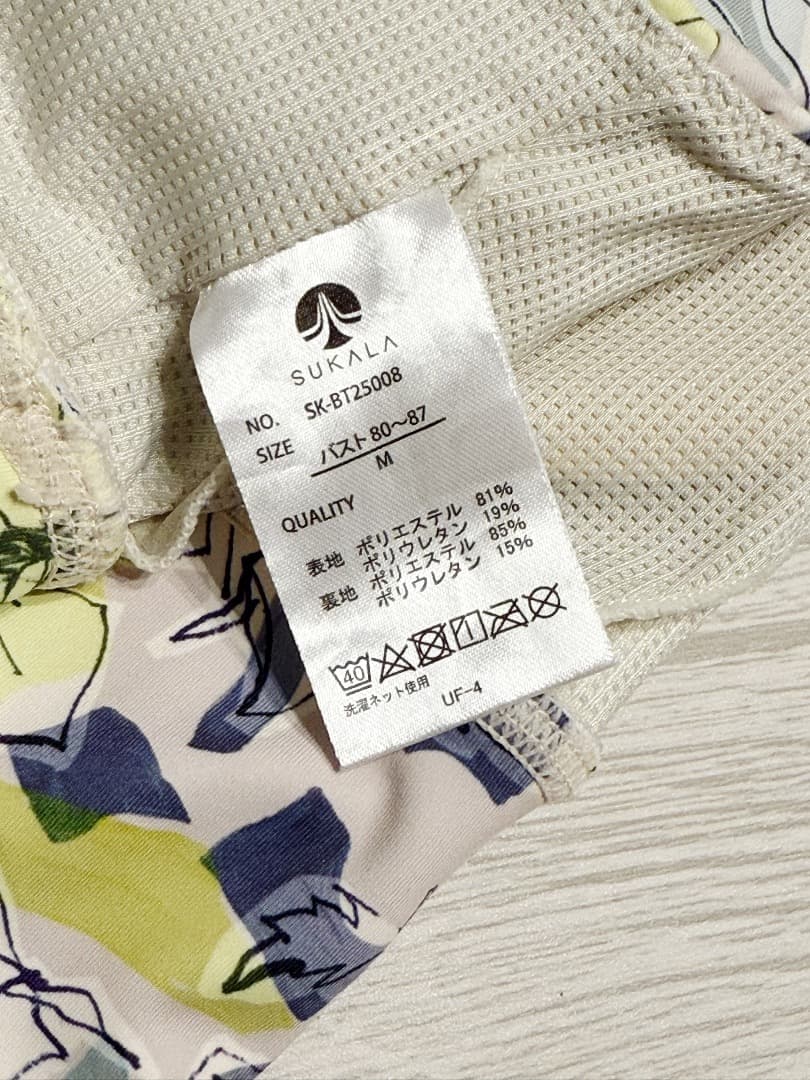 SUKALA
NO. SK-BT25008
SIZE バスト80〜87
M
QUALITY
表地 ポリエステル 81%
ポリウレタン 19%
裏地 ポリエステル 85%
ポリウレタン 15%
40
洗濯ネット使用
UF-4